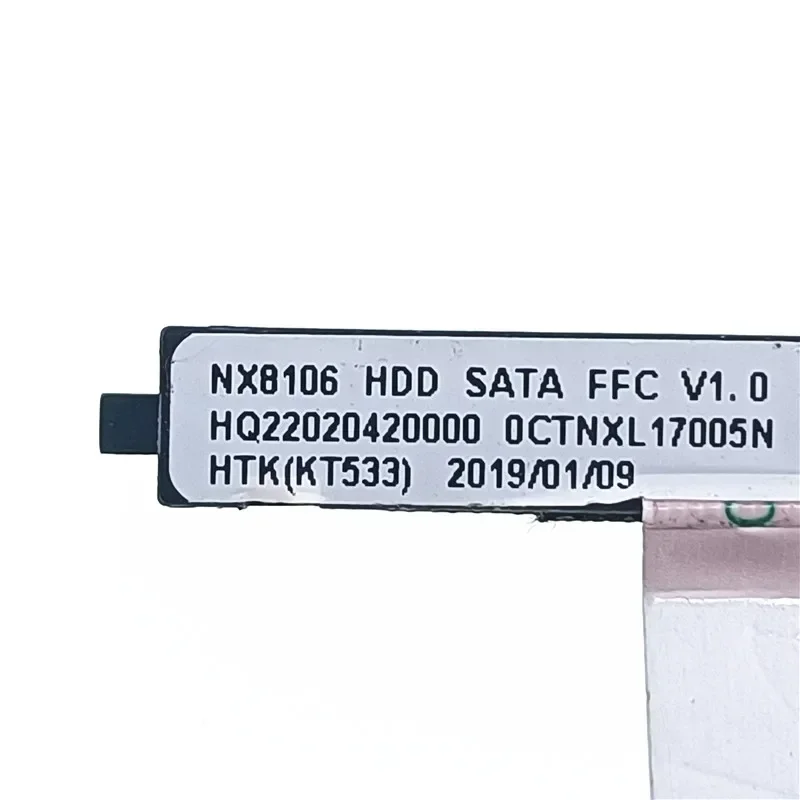 NX8106 HDD SATA FFC V1.0
HQ22020420000 0CTNXL17005N
HTK(KT533) 2019/01/09